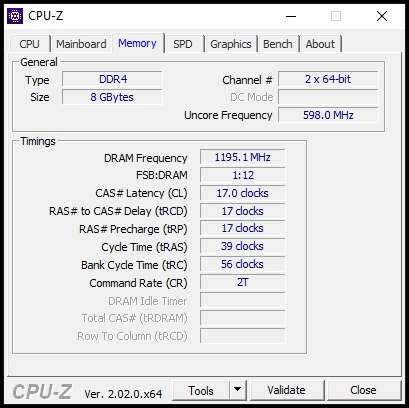 CPU-Z
CPU Mainboard Memory SPD Graphics Bench About
General
Type DDR4 Channel # 2 x 64-bit
Size 8 GBytes DC Mode
Uncore Frequency 598.0 MHz
Timings
DRAM Frequency 1195.1 MHz
FSB:DRAM 1:12
CAS# Latency (CL) 17.0 clocks
RAS# to CAS# Delay (tRCD) 17 clocks
RAS# Precharge (tRP) 17 clocks
Cycle Time (tRAS) 39 clocks
Bank Cycle Time (tRC) 56 clocks
Command Rate (CR) 2T
DRAM Idle Timer
Total CAS# (tRDRAM)
Row To Column (tRCD)
CPU-Z Ver. 2.02.0.x64 Tools Validate Close